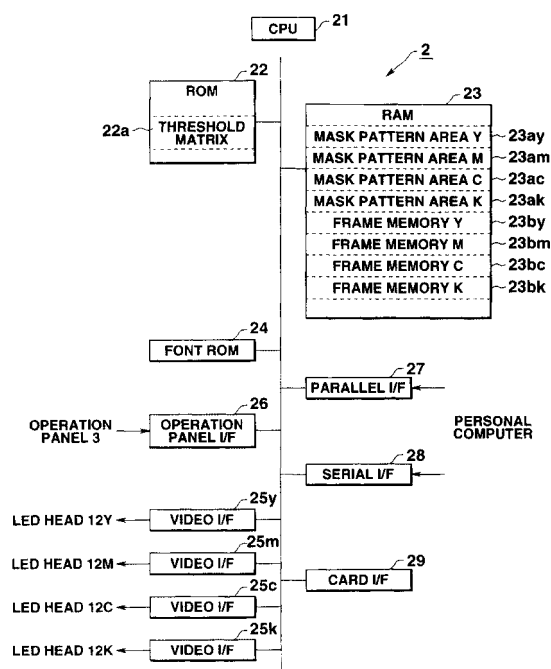 CPU
21
2
22
ROM
22a
THRESHOLD
MATRIX
23
RAM
MASK PATTERN AREA Y
23ay
MASK PATTERN AREA M
23am
MASK PATTERN AREA C
23ac
MASK PATTERN AREA K
23ak
FRAME MEMORY Y
23by
FRAME MEMORY M
23bm
FRAME MEMORY C
23bc
FRAME MEMORY K
23bk
24
FONT ROM
27
PARALLEL I/F
26
OPERATION
PANEL 3
OPERATION
PANEL I/F
PERSONAL
COMPUTER
28
SERIAL I/F
25y
LED HEAD 12Y
VIDEO I/F
25m
LED HEAD 12M
VIDEO I/F
29
CARD I/F
25c
LED HEAD 12C
VIDEO I/F
25k
LED HEAD 12K
VIDEO I/F